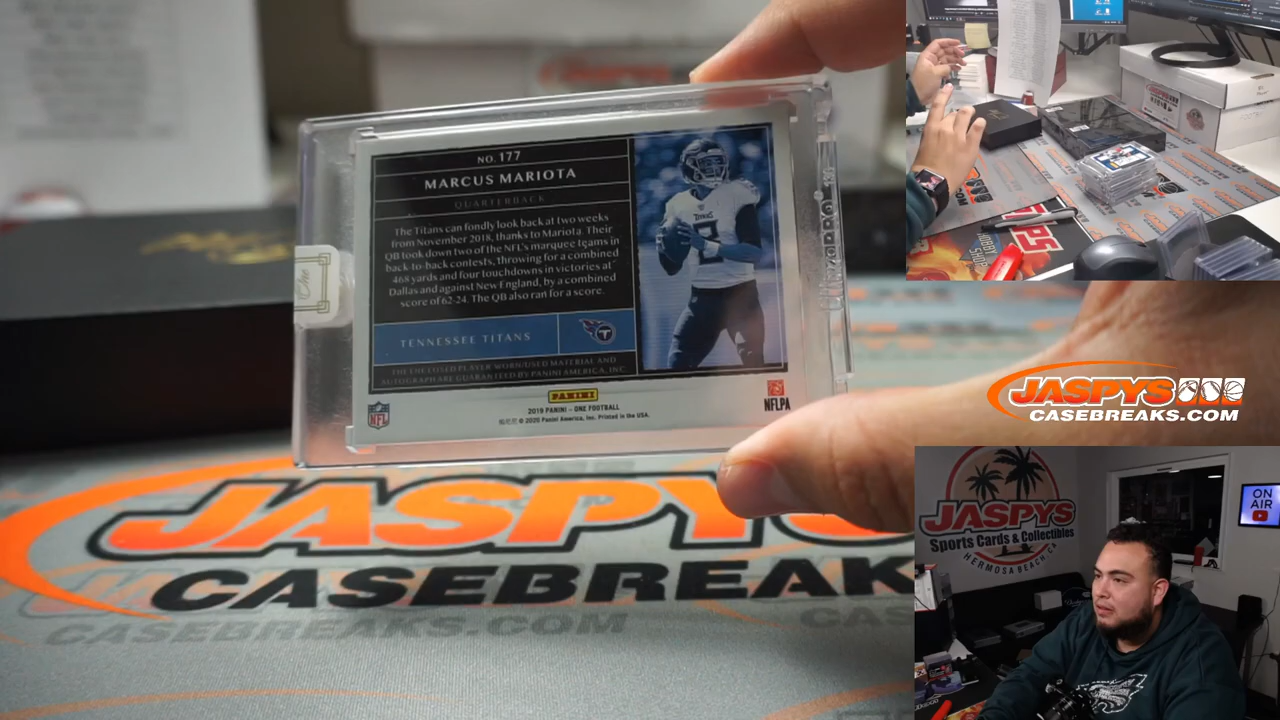 NO. 177
MARCUS MARIOTA
QUARTERBACK
The Titans can fondly look back at two weeks
from November 2018, thanks to Mariota. Their
QB took down two of the NFL's marquee teams in
back-to-back contests, throwing for a combined
468 yards and four touchdowns in victories at
Dallas and against New England, by a combined
score of 62-24. The QB also ran for a score.
TENNESSEE TITANS
THE ENCLOSED PLAYER WORN/USED MATERIAL AND
AUTOGRAPH ARE GUARANTEED BY PANINI AMERICA, INC.
PANINI
2019 PANINI – ONE FOOTBALL
© 2020 Panini America, Inc. Printed in the USA.
NFL
NFLPA
One
TITANS
JASPYS
CASEBREAK
CASEBREAKS.COM
JASPYS
CASEBREAKS.COM
JASPYS
Sports Cards & Collectibles
HERMOSA BEACH, CA
ON
AIR